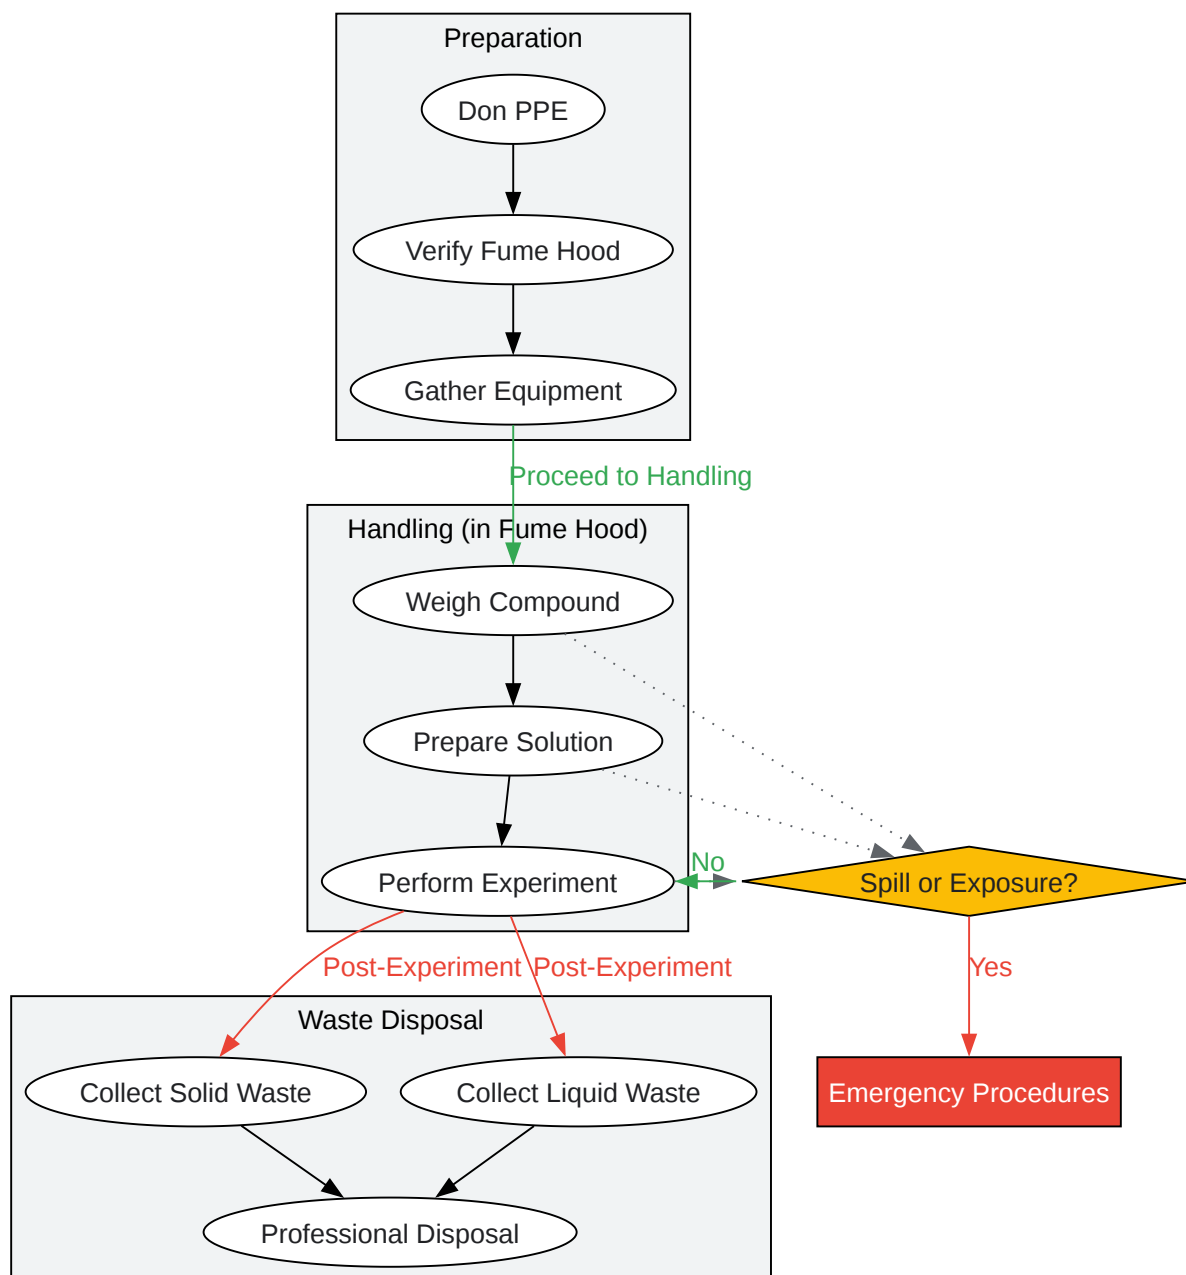 Preparation
Don PPE
Verify Fume Hood
Gather Equipment
Proceed to Handling
Handling (in Fume Hood)
Weigh Compound
Prepare Solution
No
Perform Experiment
Spill or Exposure?
Post-Experiment
Post-Experiment
Yes
Waste Disposal
Collect Solid Waste
Collect Liquid Waste
Emergency Procedures
Professional Disposal